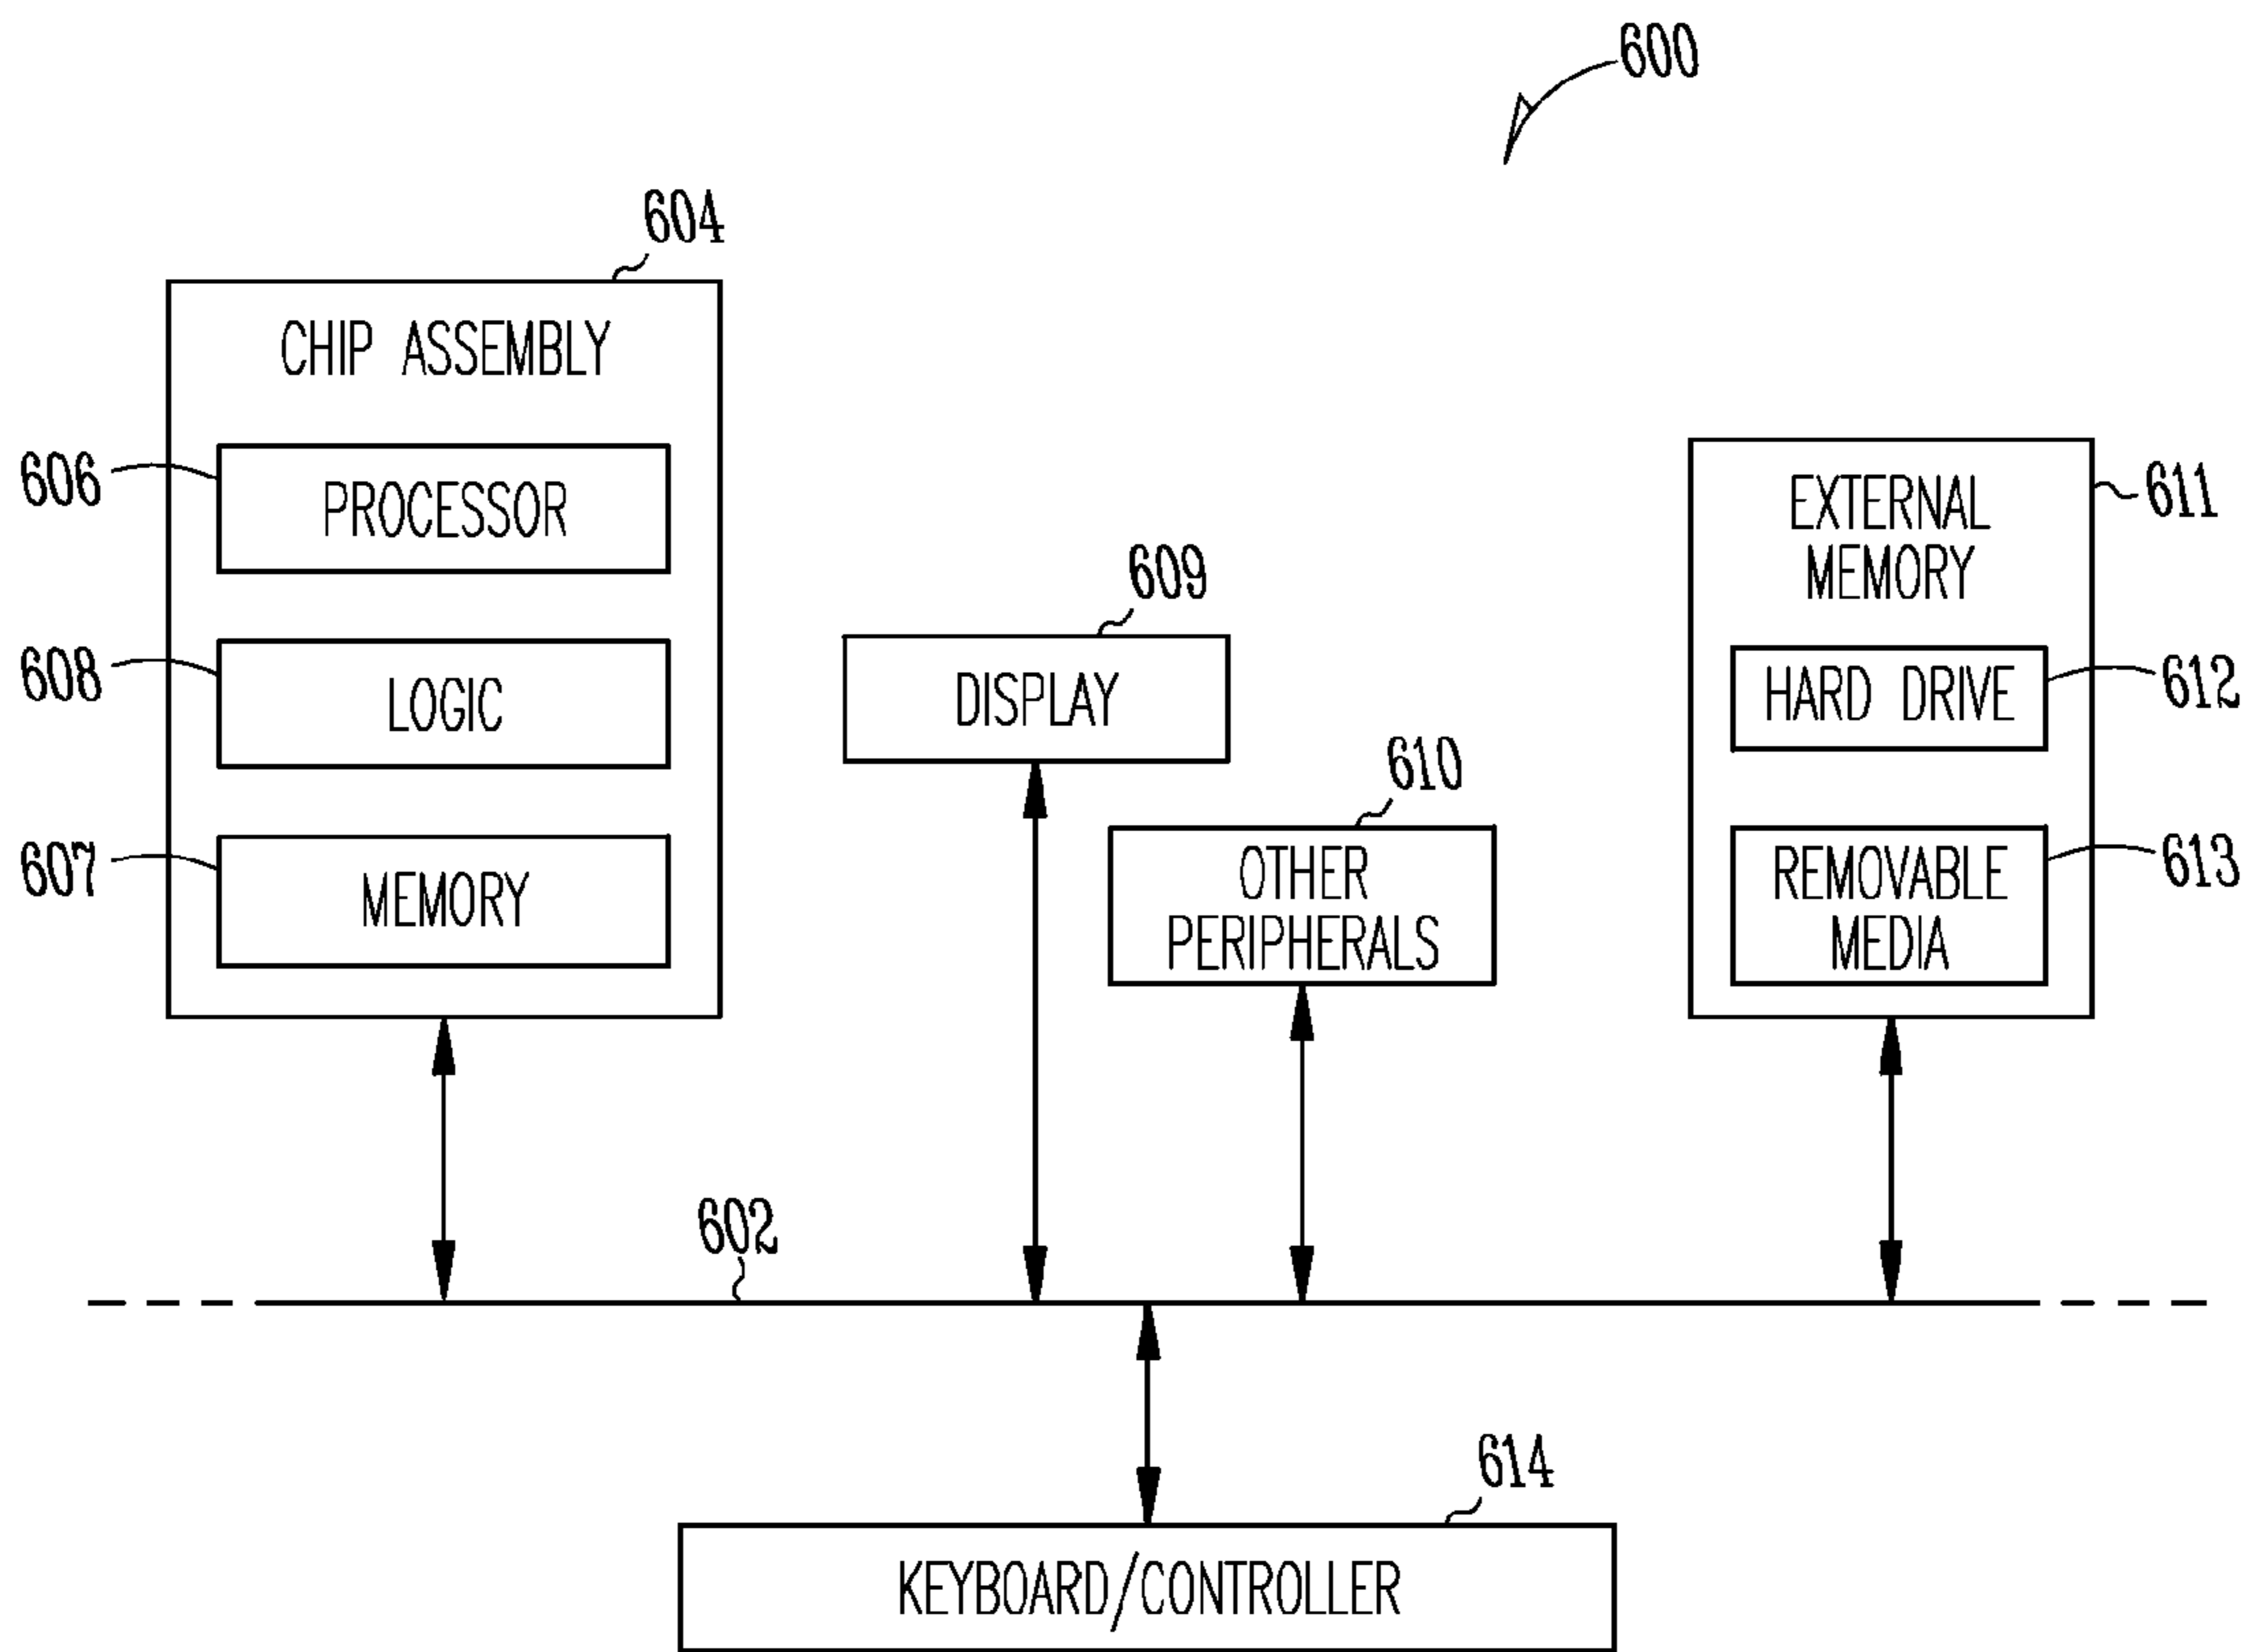 600
604
CHIP ASSEMBLY
606
PROCESSOR
608
LOGIC
607
MEMORY
609
DISPLAY
610
OTHER
PERIPHERALS
611
EXTERNAL
MEMORY
612
HARD DRIVE
613
REMOVABLE
MEDIA
602
614
KEYBOARD/CONTROLLER